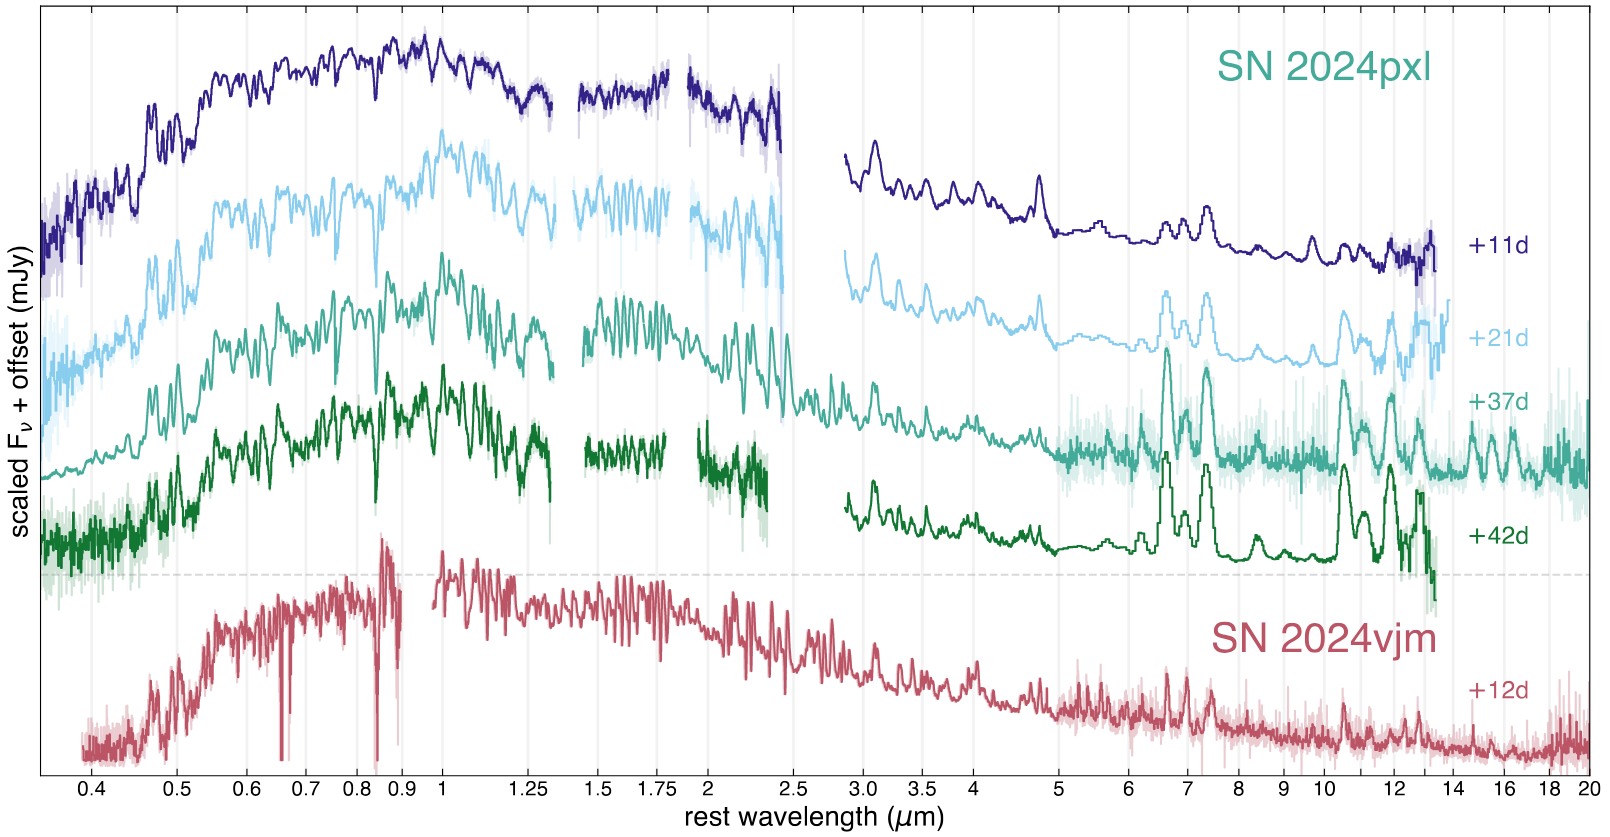 SN 2024pxl
+11d
+21d
+37d
+42d
SN 2024vjm
+12d
scaled Fν + offset (mJy)
0.4 0.5 0.6 0.7 0.8 0.9 1 1.25 1.5 1.75 2 2.5 3.0 3.5 4 5 6 7 8 9 10 12 14 16 18 20
rest wavelength (μm)